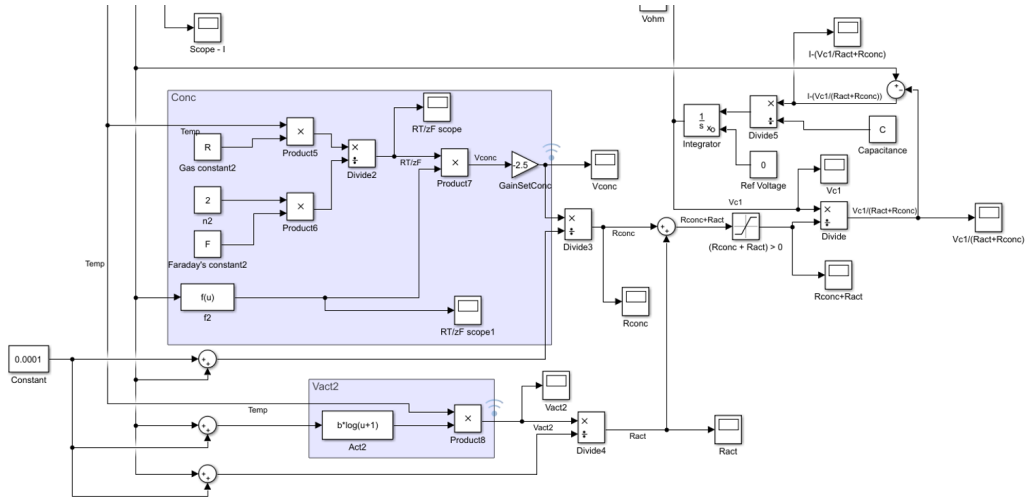 Vohm
Scope - I
I-(Vc1/Ract+Rconc)
Conc
I-(Vc1/(Ract+Rconc))
RT/zF scope
Temp
R
Gas constant2
Product5
×
÷
Divide2
RT/zF
×
Product7
Vconc
-2.5
GainSetConc
Vconc
1
s
xo
Integrator
×
÷
Divide5
C
Capacitance
0
Ref Voltage
Vc1
Vc1
2
n2
×
Product6
F
Faraday's constant2
×
÷
Divide3
Rconc
Rconc+Ract
(Rconc + Ract) > 0
×
÷
Divide
Vc1/(Ract+Rconc)
Vc1/(Ract+Rconc)
Temp
f(u)
f2
RT/zF scope1
Rconc
Rconc+Ract
0.0001
Constant
Vact2
Vact2
Temp
b*log(u+1)
Act2
×
Product8
Vact2
×
÷
Divide4
Ract
Ract